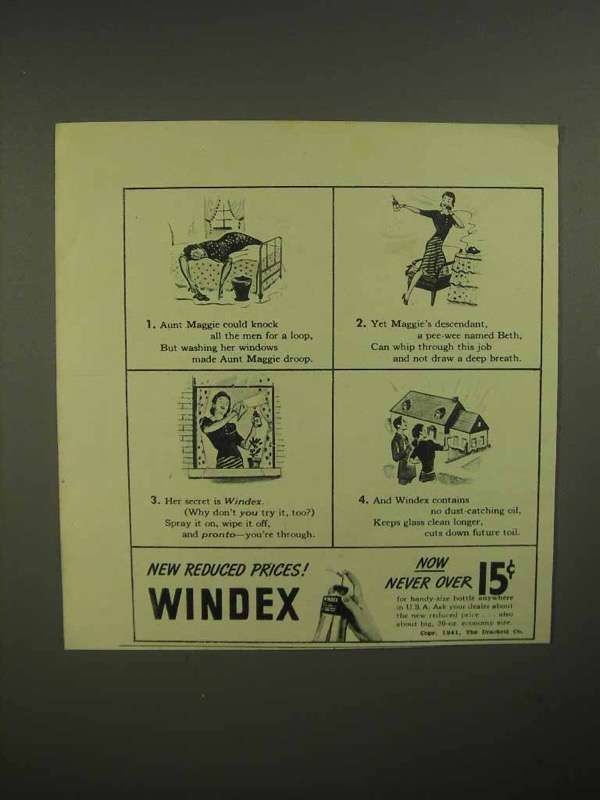 1. Aunt Maggie could knock
all the men for a loop,
But washing her windows
made Aunt Maggie droop.
2. Yet Maggie's descendant,
a pee-wee named Beth,
Can whip through this job
and not draw a deep breath.
3. Her secret is Windex.
(Why don't you try it, too?)
Spray it on, wipe it off,
and pronto—you're through.
4. And Windex contains
no dust-catching oil,
Keeps glass clean longer,
cuts down future toil.
NEW REDUCED PRICES!
WINDEX
WINDEX
NOW
NEVER OVER 15¢
for handy-size bottle anywhere
in U.S.A. Ask your dealer about
the new reduced price . . . also
about big, 20-oz. economy size.
Copr. 1941, The Drackett Co.